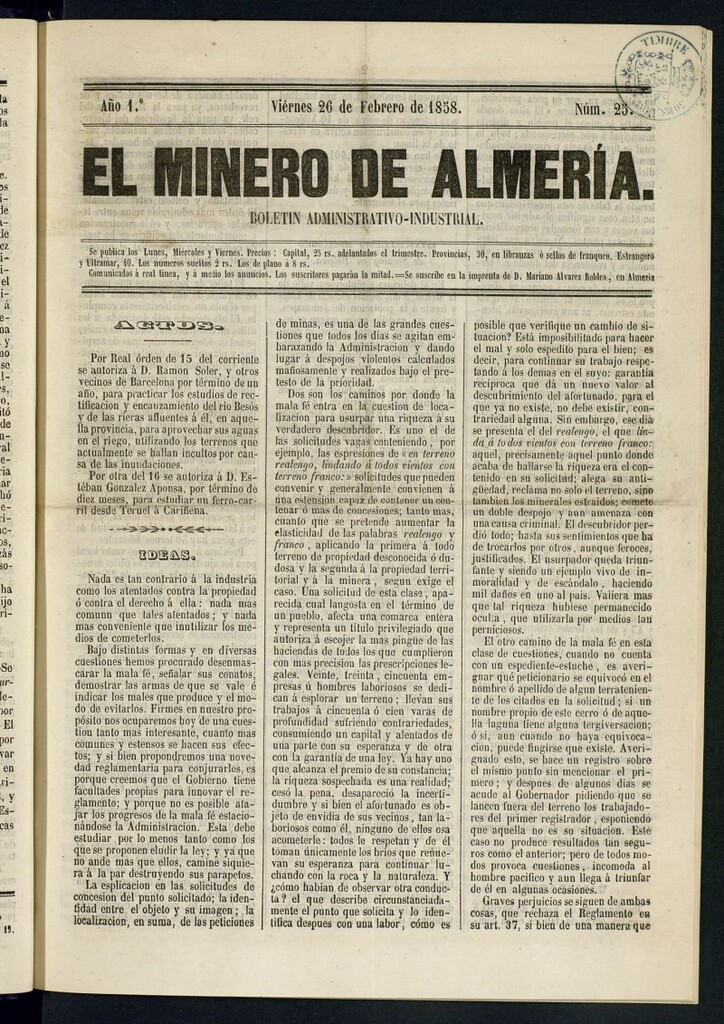 TIMBRE
Año 1.º Viérnes 26 de Febrero de 1858. Núm. 25.
EL MINERO DE ALMERÍA.
BOLETIN ADMINISTRATIVO-INDUSTRIAL.
Se publica los Lunes, Miércoles y Viernes. Precios: Capital, 25 rs. adelantados el trimestre. Provincias, 30, en libranzas ó sellos de franqueo. Estrangero
y Ultramar, 40. Los números sueltos 2 rs. Los de plano á 8 rs.
Comunicados á real linea, y á medio los anuncios. Los suscritores pagarán la mitad.=Se suscribe en la imprenta de D. Mariano Alvarez Robles, en Almeria
ACTOS.
Por Real órden de 15 del corriente
se autoriza á D. Ramon Soler, y otros
vecinos de Barcelona por término de un
año, para practicar los estudios de rec-
tificacion y encauzamiento del rio Besós
y de las rieras afluentes á él, en aque-
lla provincia, para aprovechar sus aguas
en el riego, utilizando los terrenos que
actualmente se hallan incultos por cau-
sa de las inundaciones.
Por otra del 16 se autoriza á D. Es-
téban Gonzalez Aponsa, por término de
diez meses, para estudiar un ferro-car-
ril desde Teruel á Cariñena.
IDEAS.
Nada es tan contrario á la industria
como los atentados contra la propiedad
ó contra el derecho á ella: nada mas
comunn que tales atentados; y nada
mas conveniente que inutilizar los me-
dios de cometerlos.
Bajo distintas formas y en diversas
cuestiones hemos procurado desenmas-
carar la mala fé, señalar sus conatos,
demostrar las armas de que se vale é
indicar los males que produce y el mo-
do de evitarlos. Firmes en nuestro pro-
pósito nos ocuparemos hoy de una cues-
tion tanto mas interesante, cuanto mas
comunes y estensos se hacen sus efec-
tos; y si bien propondremos una nove-
dad reglamentaria para conjurarlos, es
porque creemos que el Gobierno tiene
facultades propias para innovar el re-
glamento; y porque no es posible ata-
jar los progresos de la mala fé estacio-
nándose la Administracion. Esta debe
estudiar por lo menos tanto como los
que se proponen eludir la ley; y ya que
no ande mas que ellos, camine siquie-
ra á la par destruyendo sus parapetos.
La esplicacion en las solicitudes de
concesion del punto solicitado; la iden-
tidad entre el objeto y su imagen; la
localizacion, en suma, de las peticiones
de minas, es una de las grandes cues-
tiones que todos los dias se agitan em-
barazando la Administracion y dando
lugar á despojos violentos calculados
mañosamente y realizados bajo el pre-
testo de la prioridad.
Dos son los caminos por donde la
mala fé entra en la cuestion de loca-
lizacion para usurpar una riqueza á su
verdadero descubridor. Es uno el de
las solicitudes vagas conteniendo, por
ejemplo, las espresiones de «en terreno
realengo, lindando á todos vientos con
terreno franco:» solicitudes que pueden
convenir y generalmente convienen á
una estension capaz de contener un cen-
tenar ó mas de concesiones; tanto mas,
cuanto que se pretende aumentar la
elasticidad de las palabras realengo y
franco, aplicando la primera á todo
terreno de propiedad desconocida ó du-
dosa y la segunda á la propiedad terri-
torial y á la minera, segun exige el
caso. Una solicitud de esta clase, apa-
recida cual langosta en el término de
un pueblo, afecta una comarca entera
y representa un título privilegiado que
autoriza á escojer la mas pingüe de las
haciendas de todos los que cumplieron
con mas precision las prescripciones le-
gales. Veinte, treinta, cincuenta em-
presas ú hombres laboriosos se dedi-
can á esplorar un terreno; llevan sus
trabajos á cincuenta ó cien varas de
profundidad sufriendo contrariedades,
consumiendo un capital y alentados de
una parte con su esperanza y de otra
con la garantía de una ley. Ya hay uno
que alcanza el premio de su constancia;
la riqueza sospechada es una realidad;
cesó la pena, desapareció la incerti-
dumbre y si bien el afortunado es ob-
jeto de envidia de sus vecinos, tan la-
boriosos como él, ninguno de ellos osa
acometerle: todos le respetan y de él
toman únicamente los brios que renue-
van su esperanza para continuar lu-
chando con la roca y la naturaleza. Y
¿cómo habian de observar otra conduc-
ta? el que describe circunstanciada-
mente el punto que solicita y lo iden-
tifica despues con una labor, cómo es
posible que verifique un cambio de si-
tuacion? Está imposibilitado para hacer
el mal y solo espedito para el bien; es
decir, para continuar su trabajo respe-
tando á los demas en el suyo: garantía
reciproca que dá un nuevo valor al
descubrimiento del afortunado, para el
que ya no existe, no debe existir, con-
trariedad alguna. Sin embargo, ese dia
se presenta el del realengo, el que lin-
da á todos vientos con terreno franco:
aquel, precisamente aquel punto donde
acaba de hallarse la riqueza era el con-
tenido en su solicitud; alega su anti-
güedad, reclama no solo el terreno, sino
tambien los minerales estraidos; comete
un doble despojo y aun amenaza con
una causa criminal. El descubridor per-
dió todo; hasta sus sentimientos que ha
de trocarlos por otros, aunque feroces,
justificados. El usurpador queda triun-
fante y siendo un ejemplo vivo de in-
moralidad y de escándalo, haciendo
mil daños en uno al país. Valiera mas
que tal riqueza hubiese permanecido
oculta, que utilizarla por medios tan
perniciosos.
El otro camino de la mala fé en esta
clase de cuestiones, cuando no cuenta
con un espediente-estuche, es averi-
guar qué peticionario se equivocó en el
nombre ó apellido de algun terratenien-
te de los citados en la solicitud; si un
nombre propio de este cerro ó de aque-
lla laguna tiene alguna tergiversacion;
ó si, aun cuando no haya equivoca-
cion, puede fingirse que existe. Averi-
gnado esto, se hace un registro sobre
el mismo punto sin mencionar el pri-
mero; y despues de algunos dias se
acude al Gobernador pidiendo que se
lancen fuera del terreno los trabajado-
res del primer registrador, esponiendo
que aquella no es su situacion. Este
caso no produce resultados tan segu-
ros como el anterior; pero de todos mo-
dos provoca cuestiones, incomoda al
hombre pacifico y aun llega á triunfar
de él en algunas ocasiones.
Graves perjuicios se siguen de ambas
cosas, que rechaza el Reglamento en
su art. 37, si bien de una manera que